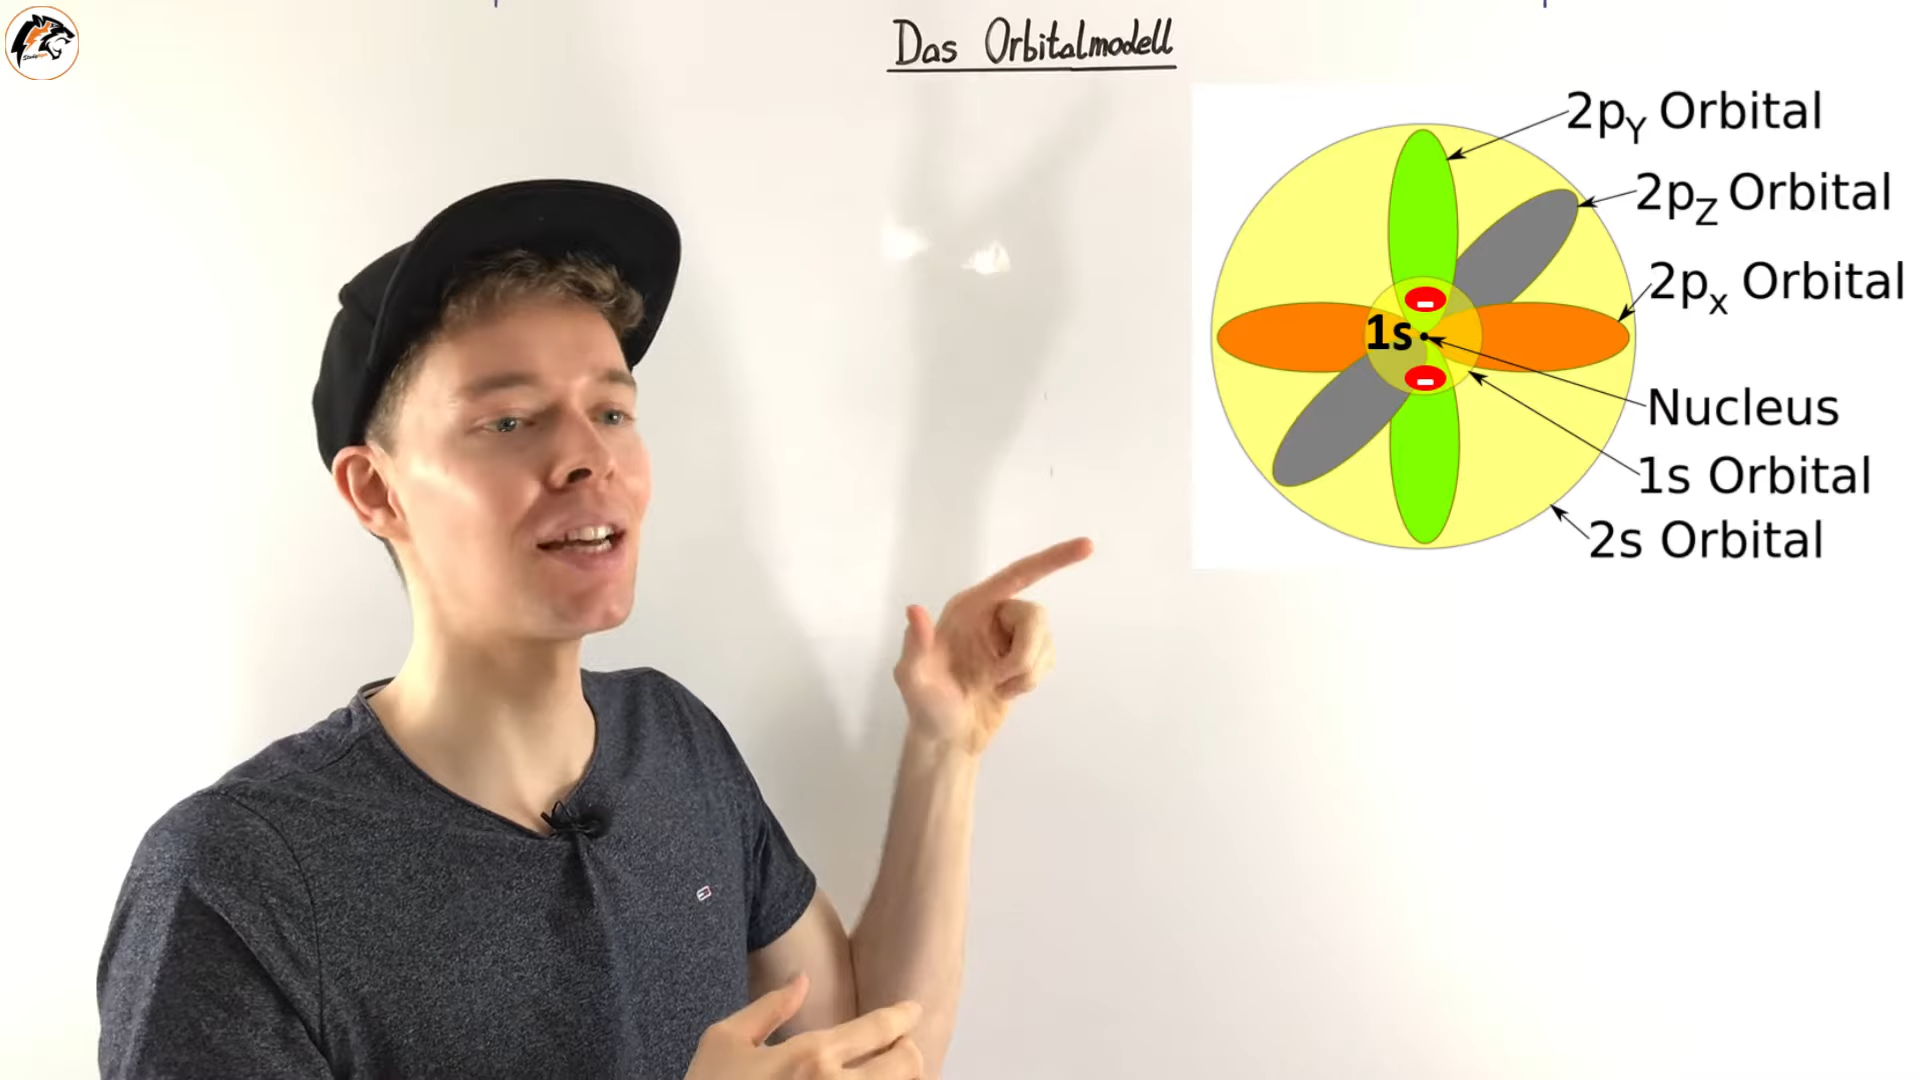 Das Orbitalmodell
2pY Orbital
2pZ Orbital
2px Orbital
1s
Nucleus
1s Orbital
2s Orbital